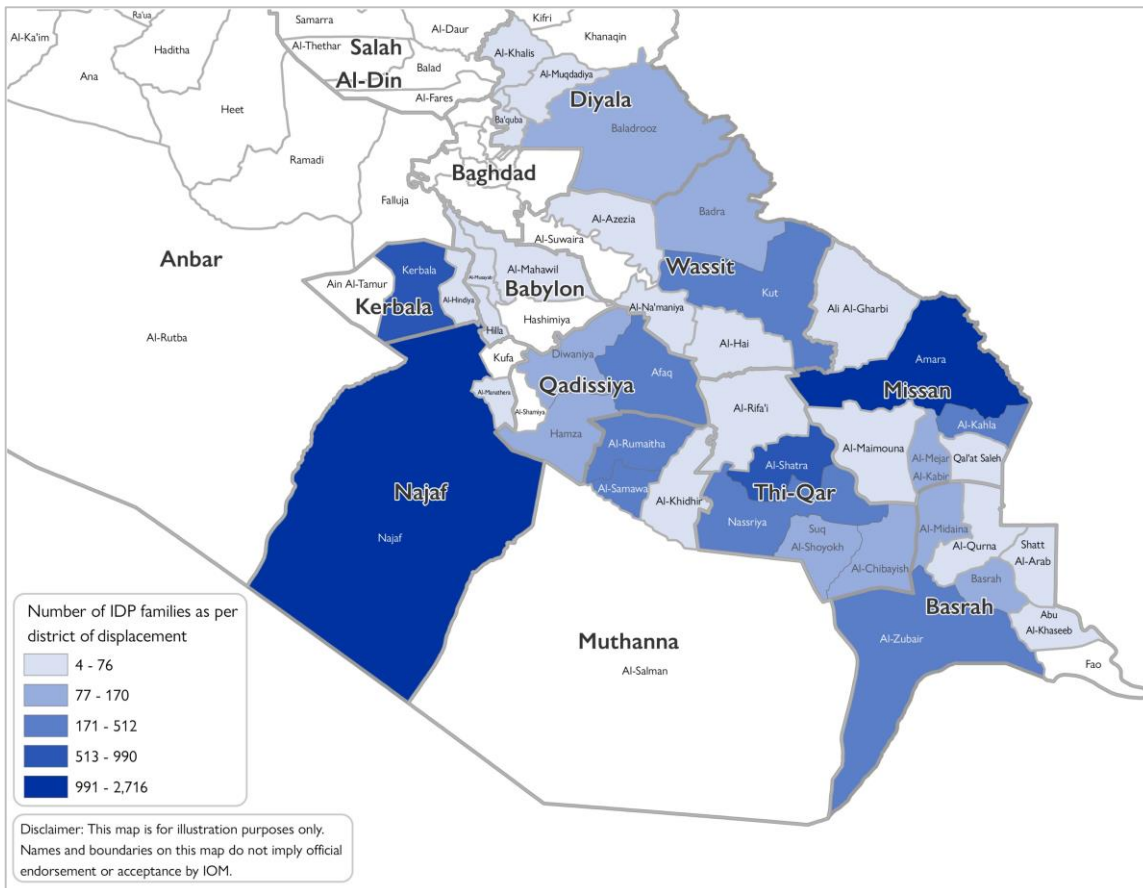 Ra'ua
Samarra
Al-Daur
Kifri
Khanaqin
Al-Ka'im
Haditha
Al-Thethar
Salah
Al-Din
Al-Khalis
Ana
Balad
Al-Muqdadiya
Al-Fares
Diyala
Heet
Ba'quba
Baladrooz
Ramadi
Baghdad
Falluja
Al-Azezia
Badra
Al-Suwaira
Anbar
Kerbala
Al-Mahawil
Wassit
Ain Al-Tamur
Babylon
Kut
Kerbala
Al-Hindiya
Al-Na'maniya
Ali Al-Gharbi
Al-Rutba
Hilla
Hashimiya
Al-Hai
Kufa
Diwaniya
Afaq
Amara
Qadissiya
Missan
Al-Manathera
Al-Shamiya
Al-Rifa'i
Al-Kahla
Hamza
Al-Rumaitha
Al-Maimouna
Al-Mejar
Al-Kabir
Qal'at Saleh
Al-Shatra
Najaf
Al-Samawa
Al-Khidhir
Thi-Qar
Nassriya
Suq
Al-Shoyokh
Al-Midaina
Najaf
Al-Qurna
Shatt
Al-Arab
Al-Chibayish
Basrah
Basrah
Abu
Al-Khaseeb
Al-Zubair
Muthanna
Al-Salman
Fao
Number of IDP families as per
district of displacement
4 - 76
77 - 170
171 - 512
513 - 990
991 - 2,716
Disclaimer: This map is for illustration purposes only.
Names and boundaries on this map do not imply official
endorsement or acceptance by IOM.